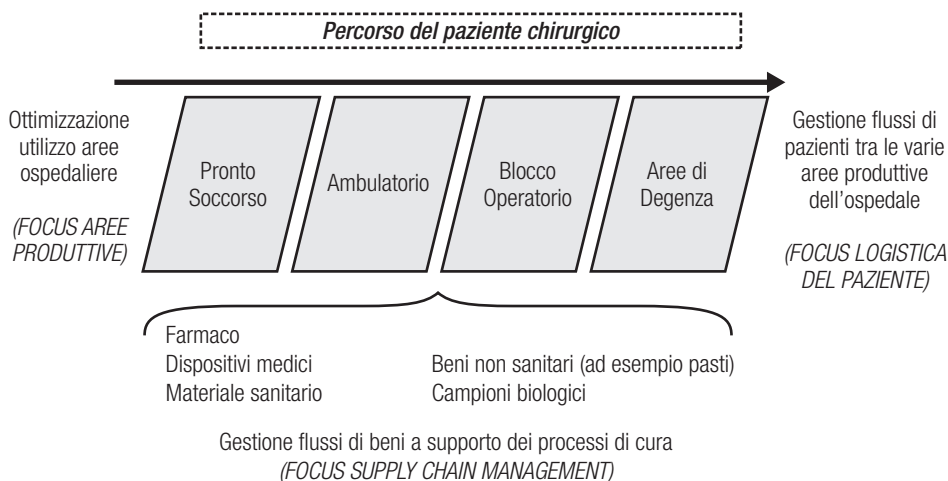 Percorso del paziente chirurgico
Ottimizzazione
utilizzo aree
ospedaliere
(FOCUS AREE
PRODUTTIVE)
Pronto
Soccorso
Ambulatorio
Blocco
Operatorio
Aree di
Degenza
Gestione flussi di
pazienti tra le varie
aree produttive
dell'ospedale
(FOCUS LOGISTICA
DEL PAZIENTE)
Farmaco
Dispositivi medici
Materiale sanitario
Beni non sanitari (ad esempio pasti)
Campioni biologici
Gestione flussi di beni a supporto dei processi di cura
(FOCUS SUPPLY CHAIN MANAGEMENT)